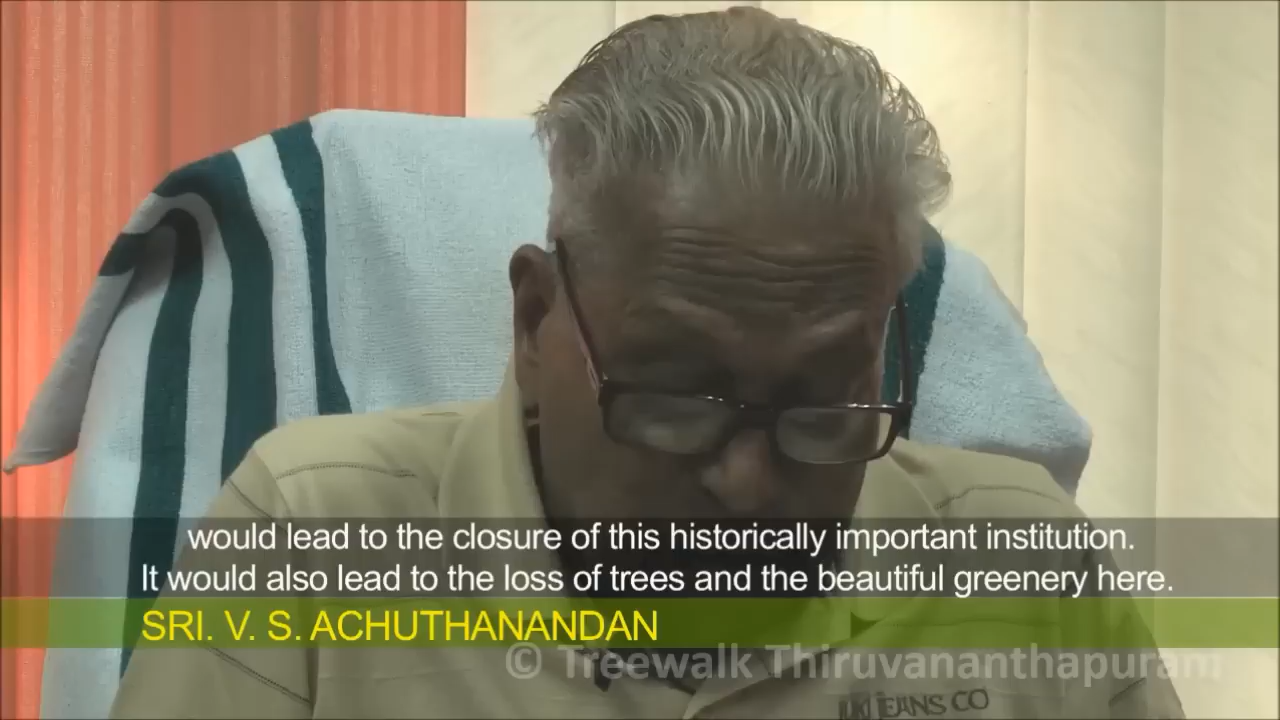 would lead to the closure of this historically important institution.
It would also lead to the loss of trees and the beautiful greenery here.
SRI. V. S. ACHUTHANANDAN
© Treewalk Thiruvananthapuram
JEANS CO